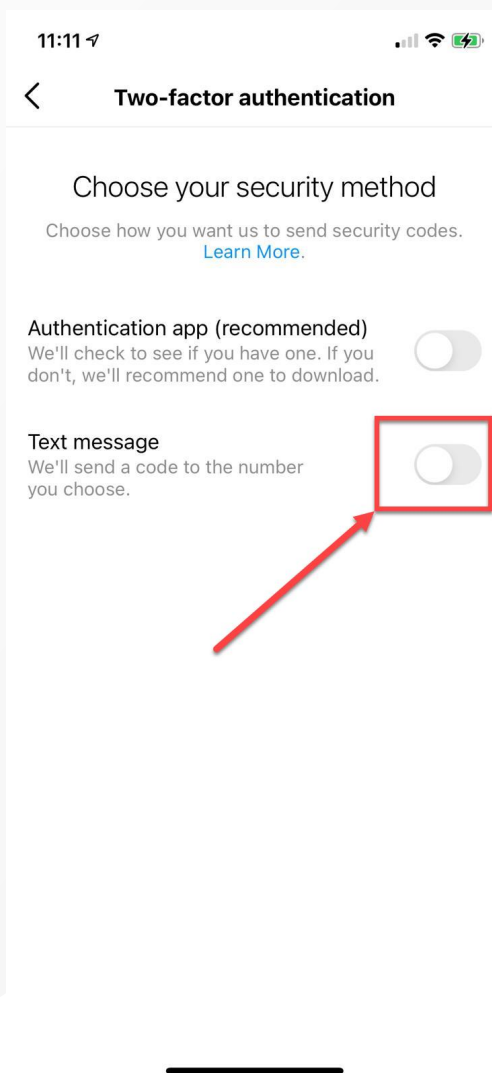 11:11
Two-factor authentication
Choose your security method
Choose how you want us to send security codes.
Learn More.
Authentication app (recommended)
We'll check to see if you have one. If you
don't, we'll recommend one to download.
Text message
We'll send a code to the number
you choose.